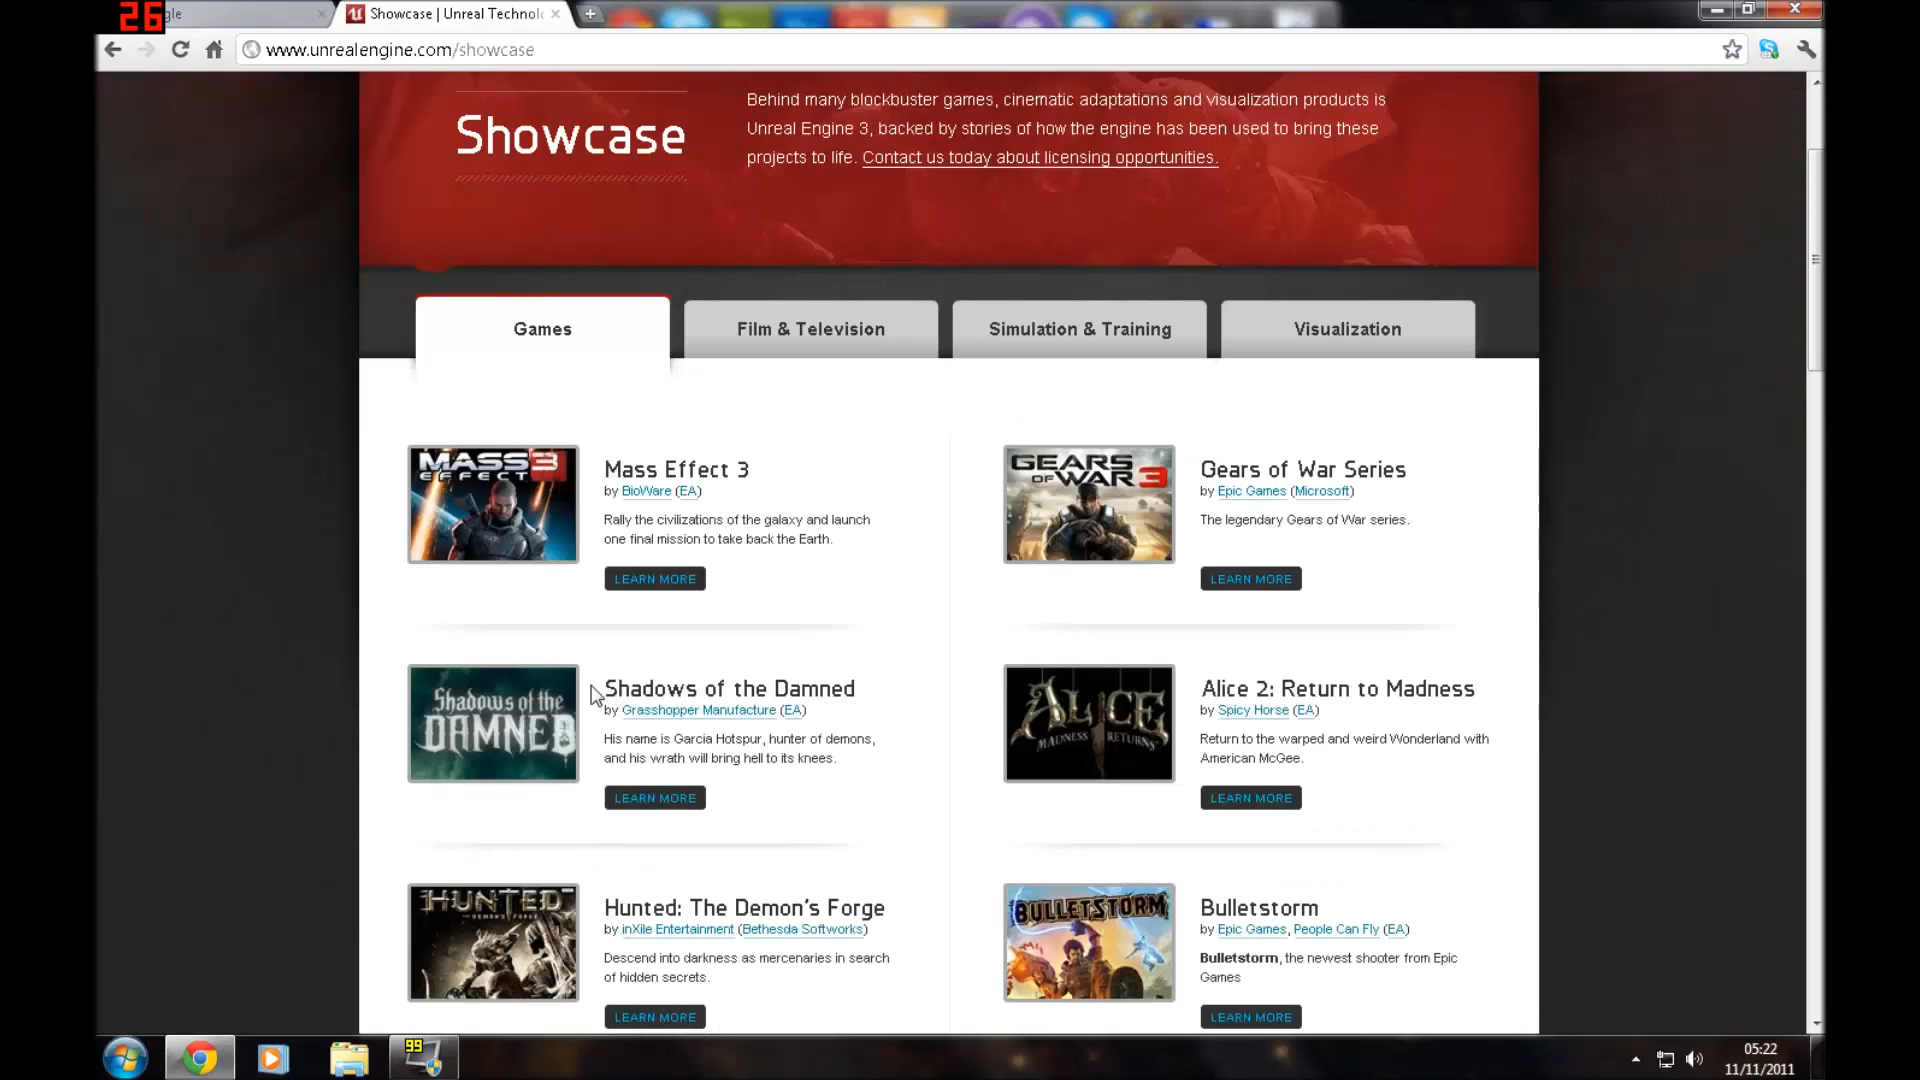 26
gle
Showcase | Unreal Technolo
www.unrealengine.com/showcase
Showcase
Behind many blockbuster games, cinematic adaptations and visualization products is
Unreal Engine 3, backed by stories of how the engine has been used to bring these
projects to life. Contact us today about licensing opportunities.
Games
Film & Television
Simulation & Training
Visualization
MASS EFFECT 3
Mass Effect 3
by BioWare (EA)
Rally the civilizations of the galaxy and launch
one final mission to take back the Earth.
LEARN MORE
GEARS
OF WAR 3
Gears of War Series
by Epic Games (Microsoft)
The legendary Gears of War series.
LEARN MORE
Shadows of the
DAMNED
Shadows of the Damned
by Grasshopper Manufacture (EA)
His name is Garcia Hotspur, hunter of demons,
and his wrath will bring hell to its knees.
LEARN MORE
ALICE
MADNESS RETURNS
Alice 2: Return to Madness
by Spicy Horse (EA)
Return to the warped and weird Wonderland with
American McGee.
LEARN MORE
HUNTED
THE DEMON'S FORGE
Hunted: The Demon's Forge
by inXile Entertainment (Bethesda Softworks)
Descend into darkness as mercenaries in search
of hidden secrets.
LEARN MORE
BULLETSTORM
Bulletstorm
by Epic Games, People Can Fly (EA)
Bulletstorm, the newest shooter from Epic
Games
LEARN MORE
99
05:22
11/11/2011